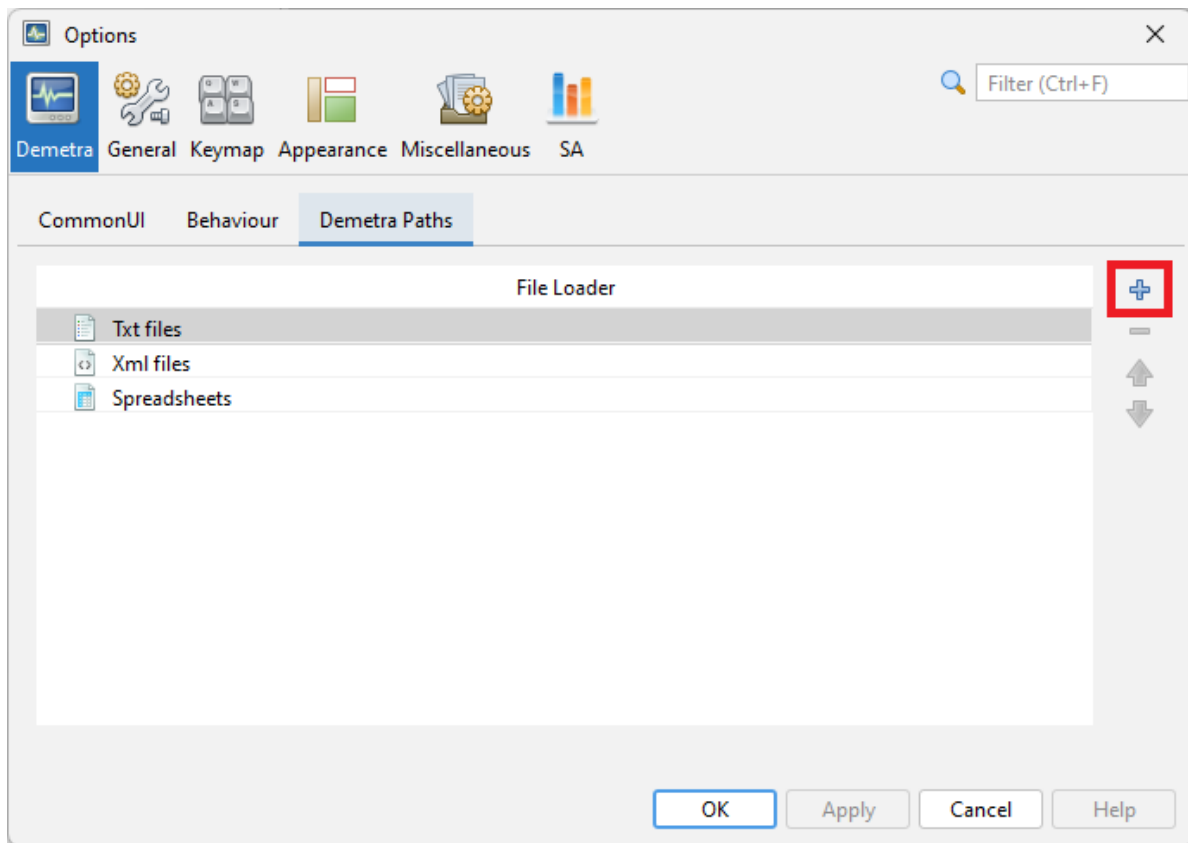 Options
Filter (Ctrl+F)
Demetra General Keymap Appearance Miscellaneous SA
CommonUI Behaviour Demetra Paths
File Loader
Txt files
Xml files
Spreadsheets
OK Apply Cancel Help